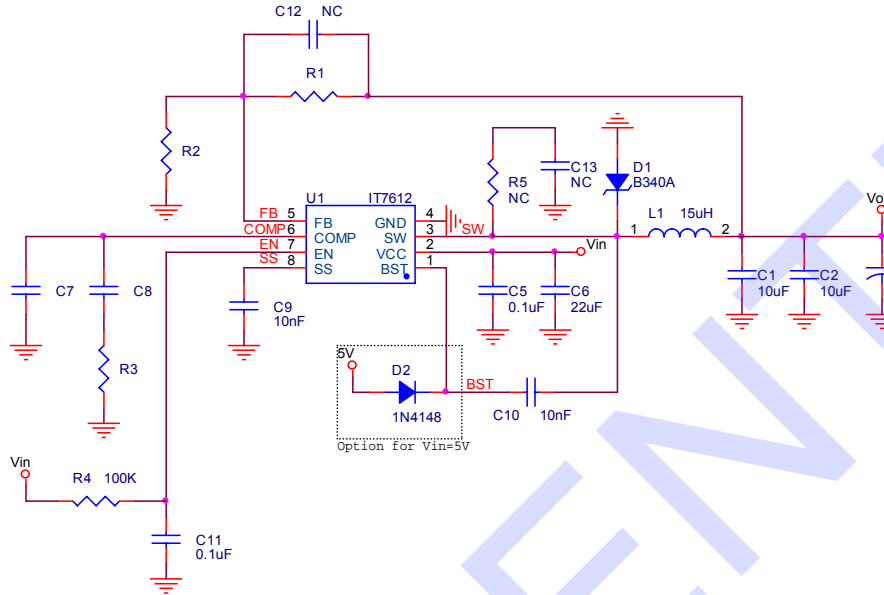 C12 NC
R1
R2
R5
NC
C13
NC
D1
B340A
U1 IT7612
L1 15uH
Vo
FB 5 FB GND 4
COMP 6 COMP SW 3 SW
EN 7 EN VCC 2 Vin
SS 8 SS BST 1
1 2
C7
C8
C9
10nF
C5
0.1uF
C6
22uF
C1
10uF
C2
10uF
R3
5V
D2
1N4148
BST
C10 10nF
Option for Vin=5V
Vin
R4 100K
C11
0.1uF